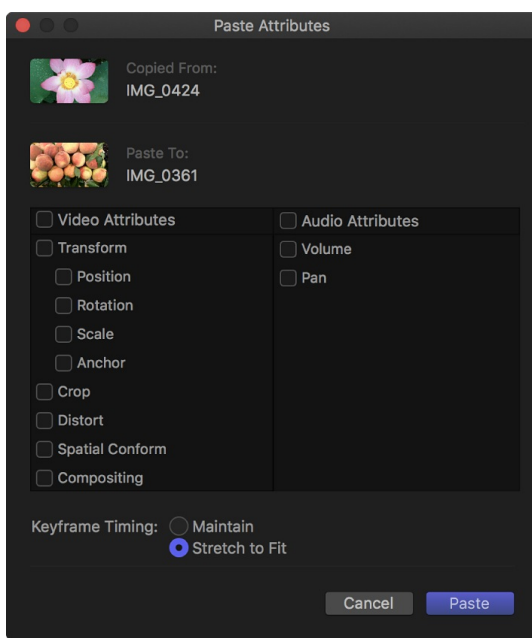 Paste Attributes
Copied From:
IMG_0424
Paste To:
IMG_0361
Video Attributes
Transform
Position
Rotation
Scale
Anchor
Crop
Distort
Spatial Conform
Compositing
Audio Attributes
Volume
Pan
Keyframe Timing:
Maintain
Stretch to Fit
Cancel
Paste